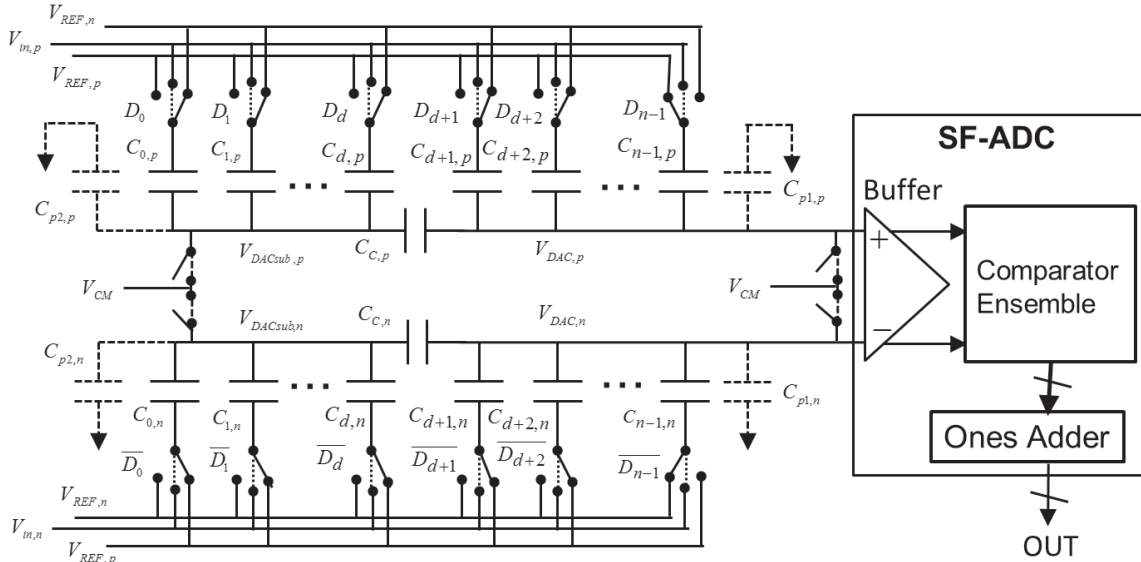 V_{REF,n}
V_{in,p}
V_{REF,p}
D_0 D_1 D_d D_{d+1} D_{d+2} D_{n-1}
C_{0,p} C_{1,p} C_{d,p} C_{d+1,p} C_{d+2,p} C_{n-1,p}
C_{p2,p} C_{p1,p}
SF-ADC
Buffer
V_{DACsub,p} C_{C,p} V_{DAC,p}
+
V_{CM} V_{CM}
−
Comparator
Ensemble
V_{DACsub,n} C_{C,n} V_{DAC,n}
C_{p2,n} C_{p1,n}
C_{0,n} C_{1,n} C_{d,n} C_{d+1,n} C_{d+2,n} C_{n-1,n}
\overline{D_0} \overline{D_1} \overline{D_d} \overline{D_{d+1}} \overline{D_{d+2}} \overline{D_{n-1}}
Ones Adder
V_{REF,n}
V_{in,n}
V_{REF,p}
OUT